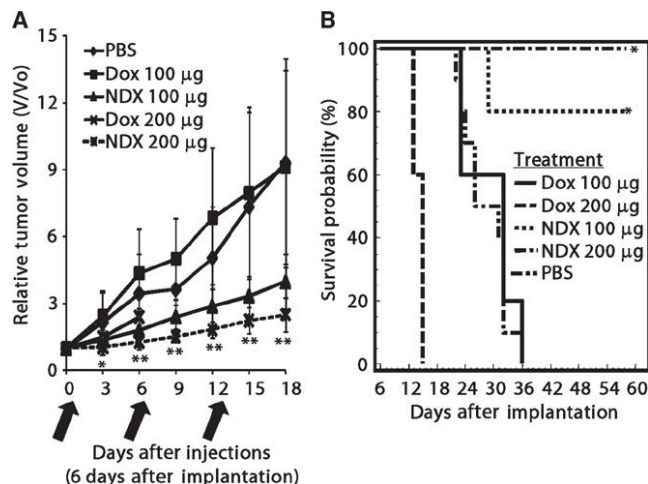 A
Relative tumor volume (V/Vo)
15
12
9
6
3
0
PBS
Dox 100 µg
NDX 100 µg
Dox 200 µg
NDX 200 µg
* ** ** ** ** **
0 3 6 9 12 15 18
Days after injections
(6 days after implantation)
B
Survival probability (%)
100
80
60
40
20
0
*
*
Treatment
Dox 100 µg
Dox 200 µg
NDX 100 µg
NDX 200 µg
PBS
6 12 18 24 30 36 42 48 54 60
Days after implantation